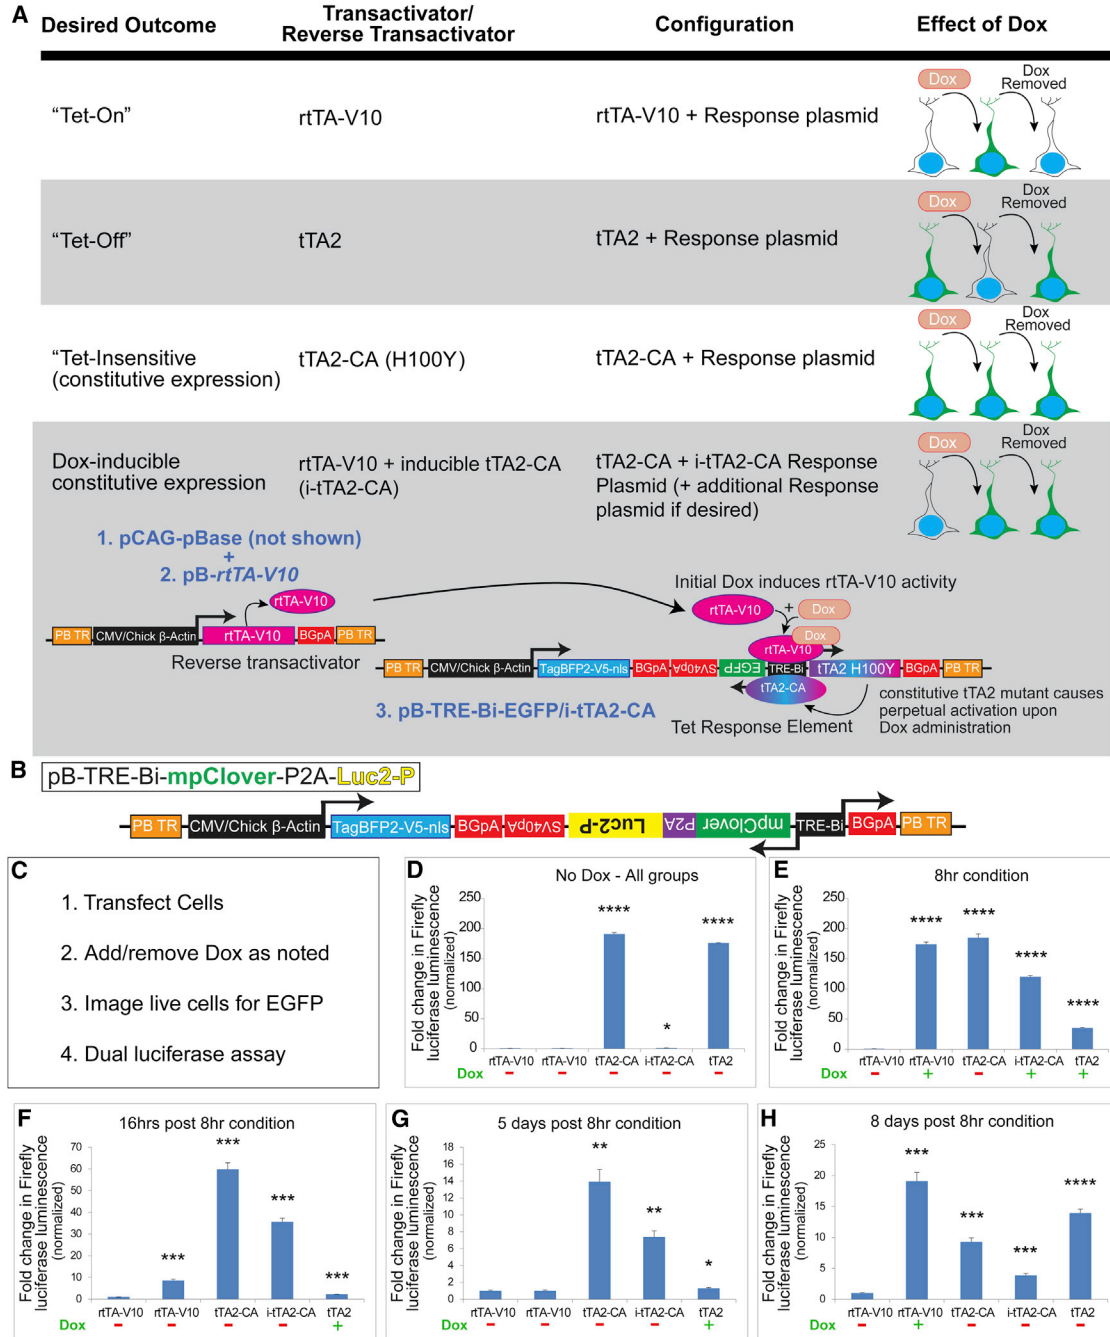 A
Desired Outcome
Transactivator/
Reverse Transactivator
Configuration
Effect of Dox
“Tet-On”
rtTA-V10
rtTA-V10 + Response plasmid
Dox
Dox
Removed
“Tet-Off”
tTA2
tTA2 + Response plasmid
Dox
Dox
Removed
“Tet-Insensitive
(constitutive expression)
tTA2-CA (H100Y)
tTA2-CA + Response plasmid
Dox
Dox
Removed
Dox-inducible
constitutive expression
rtTA-V10 + inducible tTA2-CA
(i-tTA2-CA)
tTA2-CA + i-tTA2-CA Response
Plasmid (+ additional Response
plasmid if desired)
Dox
Dox
Removed
1. pCAG-pBase (not shown)
+
2. pB-rtTA-V10
rtTA-V10
PB TR CMV/Chick β-Actin rtTA-V10 BGpA PB TR
Reverse transactivator
Initial Dox induces rtTA-V10 activity
rtTA-V10 + Dox
Dox
rtTA-V10
PB TR CMV/Chick β-Actin TagBFP2-V5-nls BGpA SV40pA EGFP TRE-Bi tTA2 H100Y BGpA PB TR
tTA2-CA
3. pB-TRE-Bi-EGFP/i-tTA2-CA
Tet Response Element
constitutive tTA2 mutant causes
perpetual activation upon
Dox administration
B
pB-TRE-Bi-mpClover-P2A-Luc2-P
PB TR CMV/Chick β-Actin TagBFP2-V5-nls BGpA SV40pA Luc2-P P2A mpClover TRE-Bi BGpA PB TR
C
1. Transfect Cells
2. Add/remove Dox as noted
3. Image live cells for EGFP
4. Dual luciferase assay
D
No Dox - All groups
Fold change in Firefly
luciferase luminescence
(normalized)
250
200
150
100
50
0
**** * ****
rtTA-V10 rtTA-V10 tTA2-CA i-tTA2-CA tTA2
Dox - - - - -
E
8hr condition
Fold change in Firefly
luciferase luminescence
(normalized)
250
200
150
100
50
0
**** **** **** ****
rtTA-V10 rtTA-V10 tTA2-CA i-tTA2-CA tTA2
Dox - + - + +
F
16hrs post 8hr condition
Fold change in Firefly
luciferase luminescence
(normalized)
70
60
50
40
30
20
10
0
*** *** *** ***
rtTA-V10 rtTA-V10 tTA2-CA i-tTA2-CA tTA2
Dox - - - - +
G
5 days post 8hr condition
Fold change in Firefly
luciferase luminescence
(normalized)
18
16
14
12
10
8
6
4
2
0
** ** *
rtTA-V10 rtTA-V10 tTA2-CA i-tTA2-CA tTA2
Dox - - - - +
H
8 days post 8hr condition
Fold change in Firefly
luciferase luminescence
(normalized)
25
20
15
10
5
0
*** *** *** ****
rtTA-V10 rtTA-V10 tTA2-CA i-tTA2-CA tTA2
Dox - + - - -